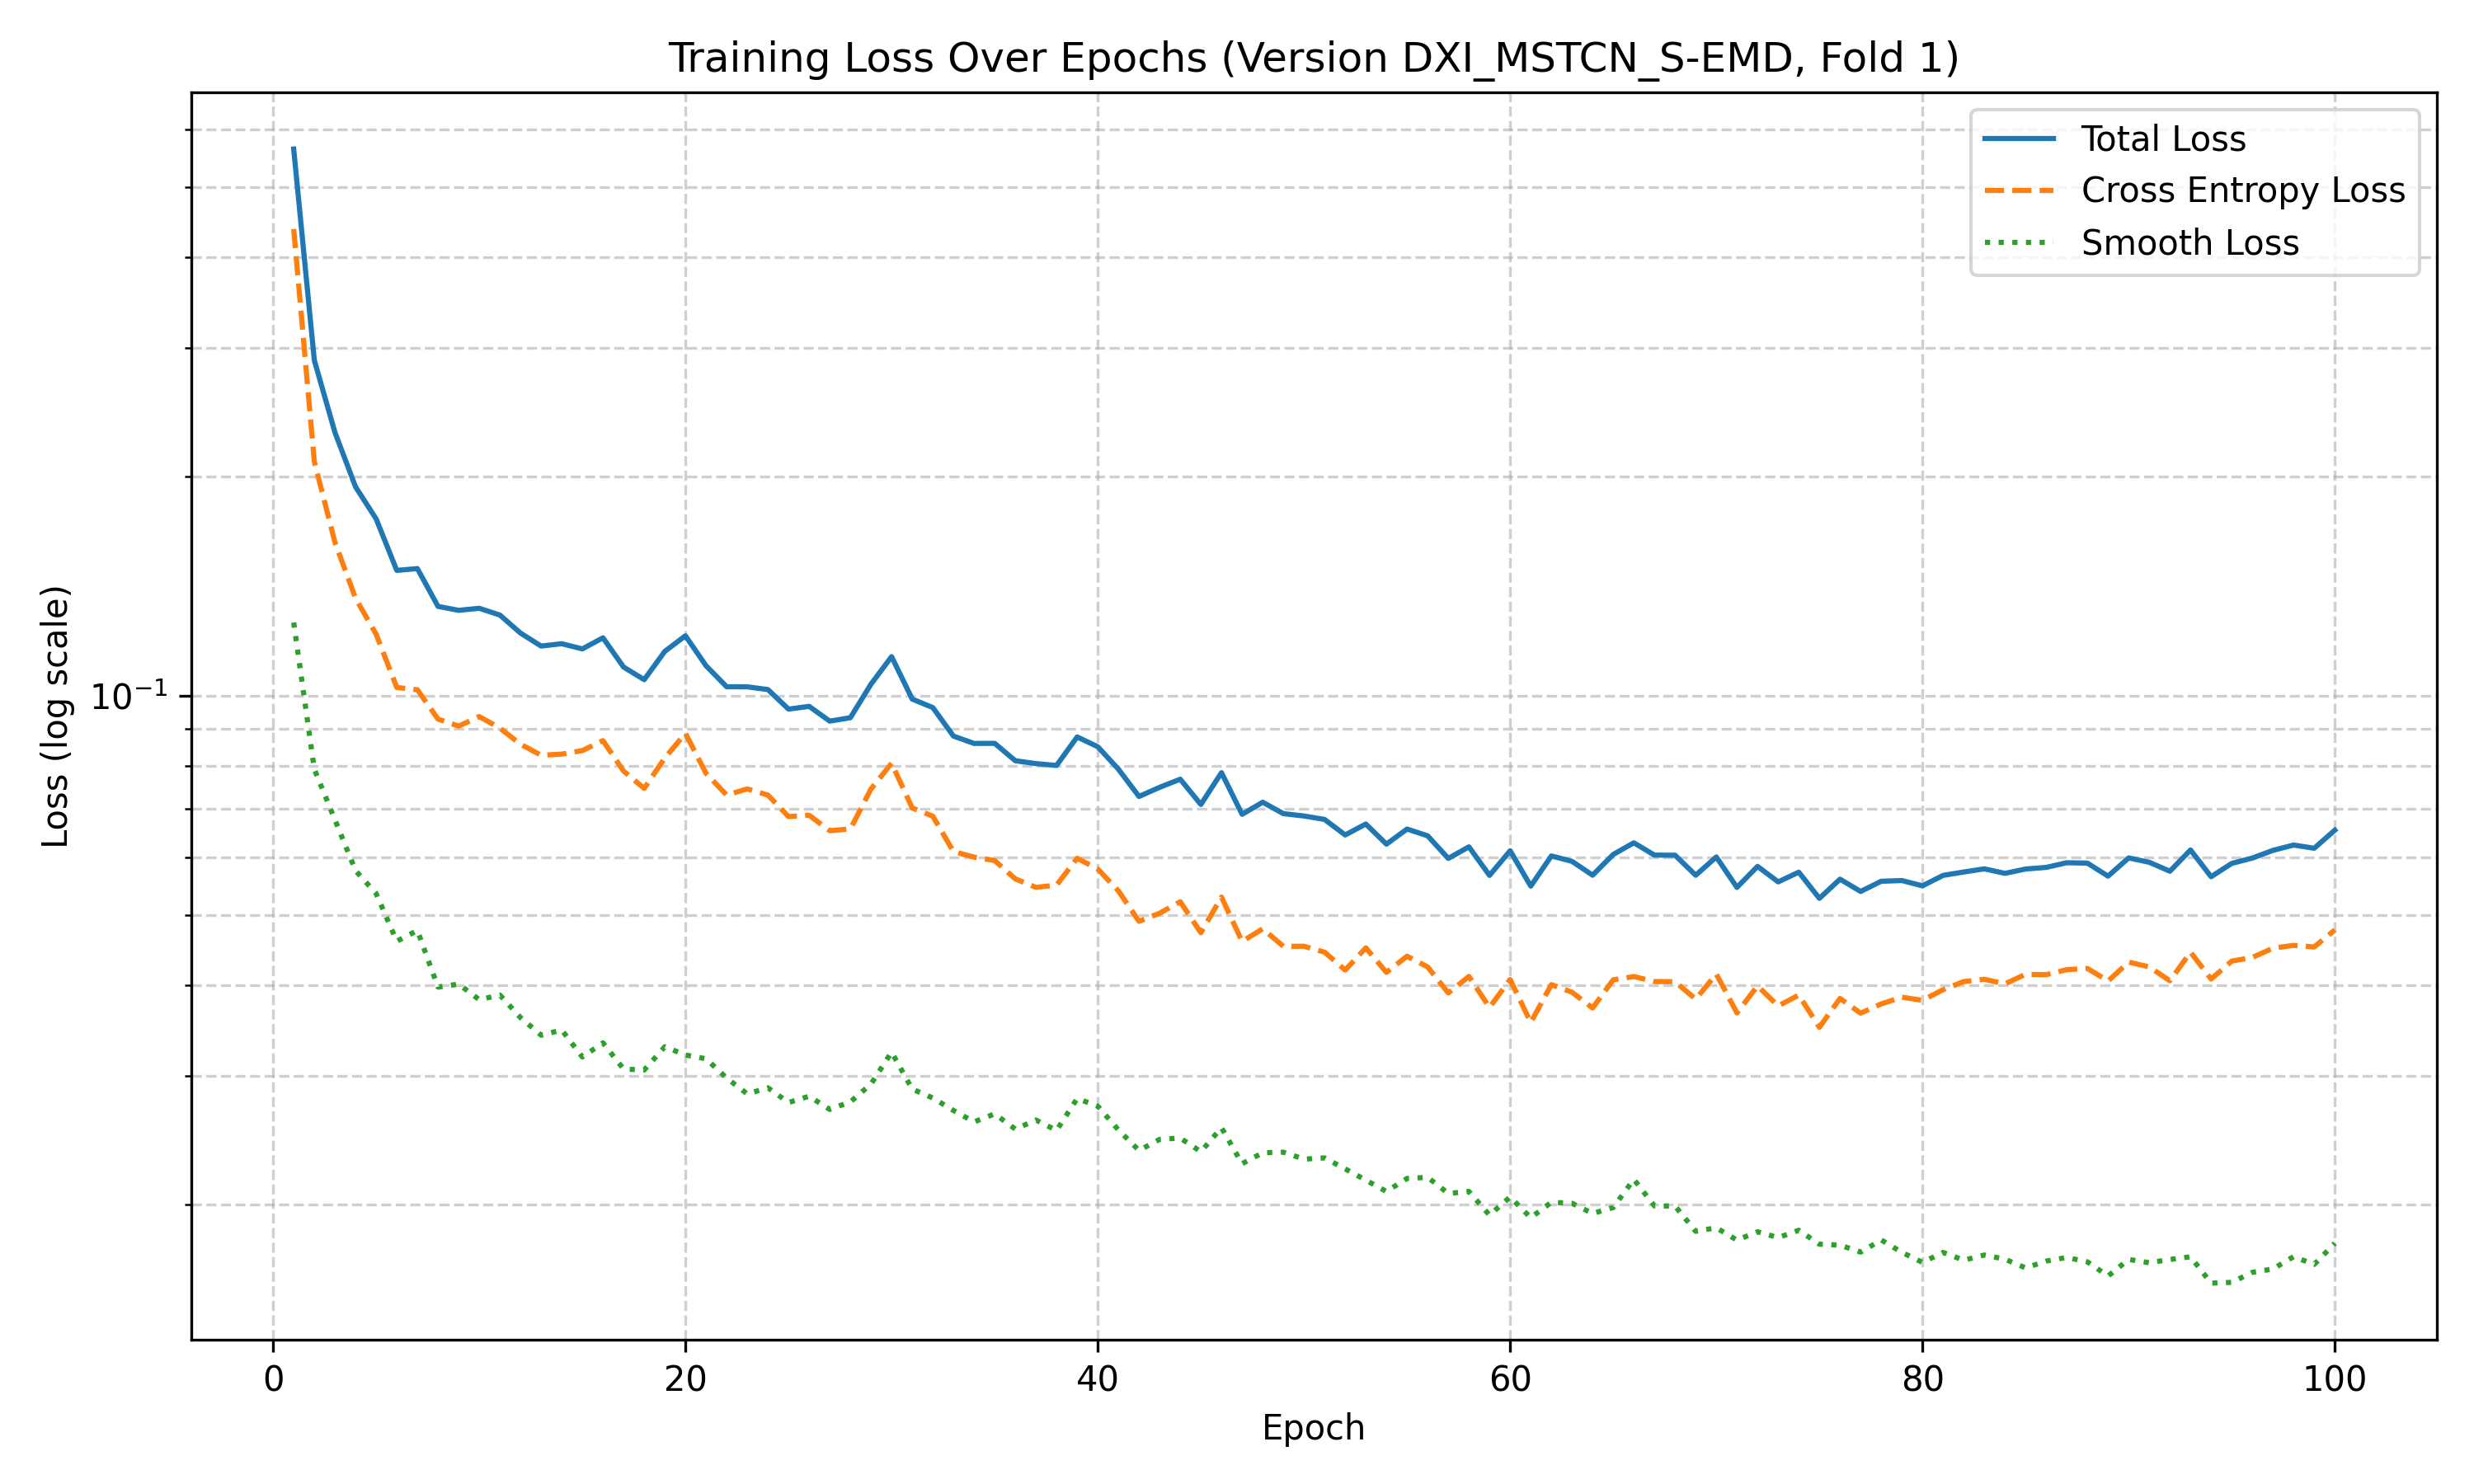 Training Loss Over Epochs (Version DXI_MSTCN_S-EMD, Fold 1)
Total Loss
Cross Entropy Loss
Smooth Loss
Loss (log scale)
10⁻¹
0 20 40 60 80 100
Epoch